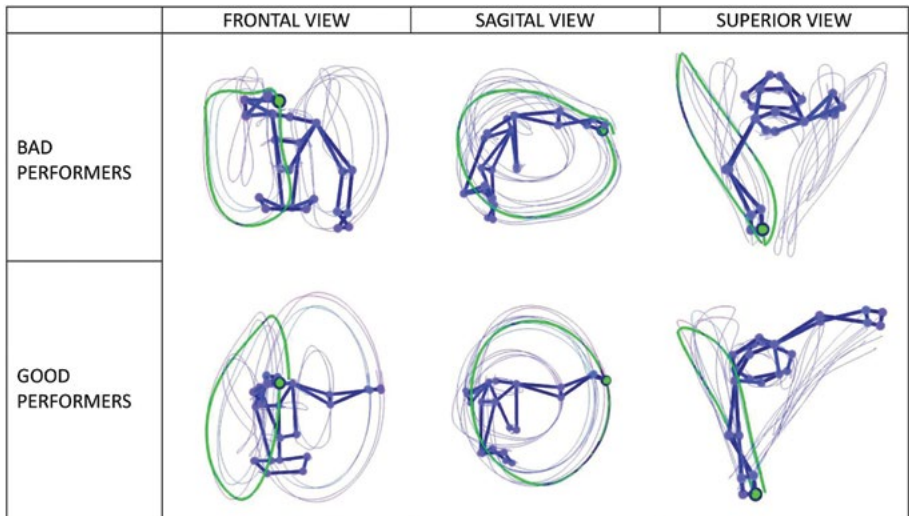 FRONTAL VIEW
SAGITAL VIEW
SUPERIOR VIEW
BAD
PERFORMERS
GOOD
PERFORMERS